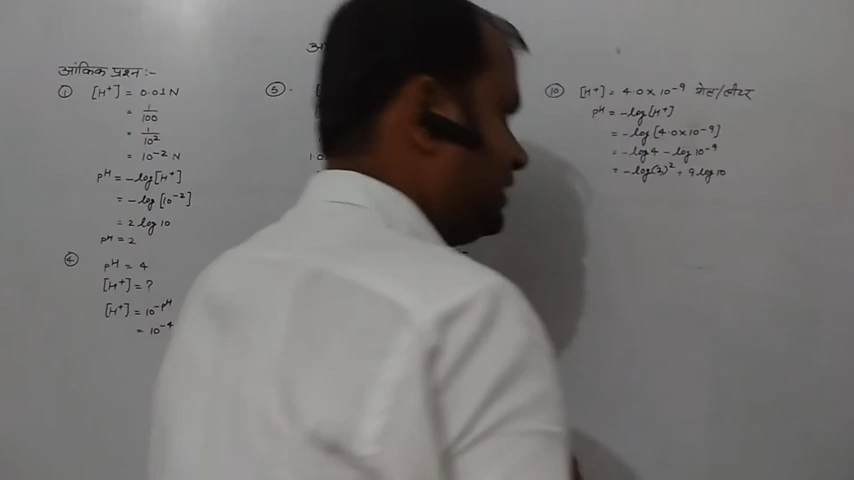 आंकिक प्रश्न :-
① [H⁺] = 0.01 N
= 1/100
= 1/10²
= 10⁻² N
pᴴ = -log[H⁺]
= -log [10⁻²]
= 2 log 10
pᴴ = 2
④ pᴴ = 4
[H⁺] = ?
[H⁺] = 10⁻ᵖᴴ
= 10⁻⁴
⑤
⑩ [H⁺] = 4.0 x 10⁻⁹ मोल/लीटर
pᴴ = -log[H⁺]
= -log [4.0 x 10⁻⁹]
= -log 4 - log 10⁻⁹
= -log(2)² + 9 log 10